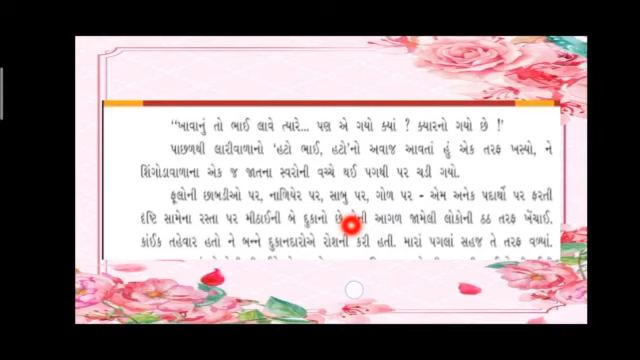 "ખાવાનું તો ભાઈ લાવે ત્યારે... પણ એ ગયો ક્યાં ? ક્યારનો ગયો છે !'
પાછળથી લારીવાળાનો ‘હટો ભાઈ, હટો'નો અવાજ આવતાં હું એક તરફ ખસ્યો, ને
શિંગોડાવાળાના એક જ જાતના સ્વરોની વચ્ચે થઈ પગથી પર ચડી ગયો.
ફૂલોની છાબડીઓ પર, નાળિયેર પર, સાબુ પર, ગોળ પર - એમ અનેક પદાર્થો પર ફરતી
દૃષ્ટિ સામેના રસ્તા પર મીઠાઈની બે દુકાનો છે આગળ જામેલી લોકોની ઠઠ તરફ ખેંચાઈ.
કાંઈક તહેવાર હતો ને બન્ને દુકાનદારોએ રોશની કરી હતી. મારાં પગલાં સહજ તે તરફ વળ્યાં.